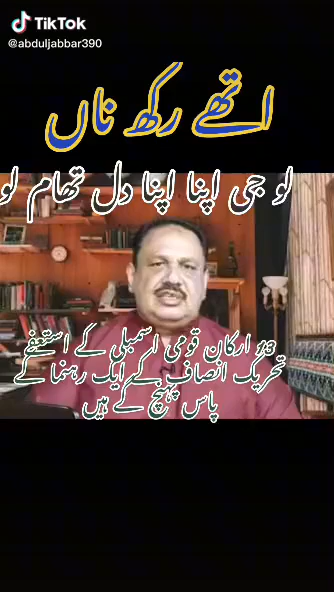 TikTok
@abduljabbar390
اتھے رکھ ناں
لو جی اپنا اپنا دل تھام لو
33 ارکان قومی اسمبلی کے استعفے
تحریک انصاف کے ایک رہنما کے
پاس پہنچ گے ہیں